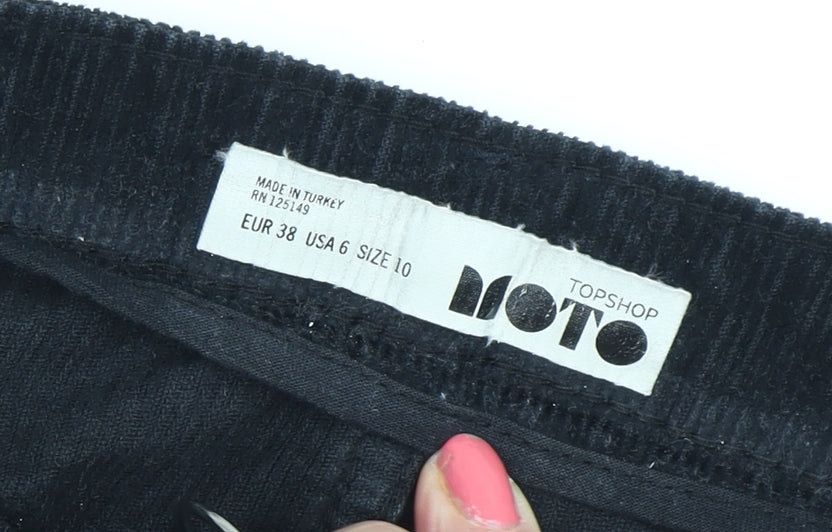 MADE IN TURKEY
RN 125149
EUR 38 USA 6 SIZE 10
TOPSHOP
MOTO